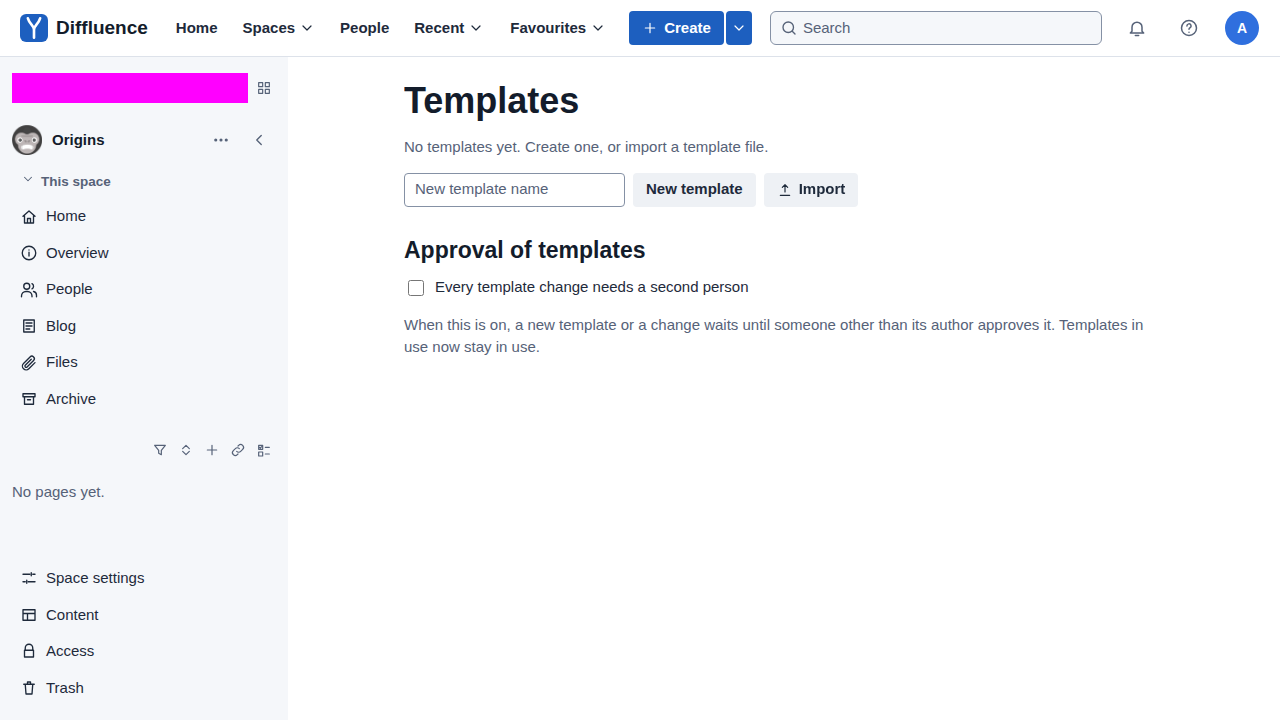 Diffluence Home Spaces People Recent Favourites Create Search A
Origins
This space
Home
Overview
People
Blog
Files
Archive
No pages yet.
Space settings
Content
Access
Trash
Templates
No templates yet. Create one, or import a template file.
New template name New template Import
Approval of templates
Every template change needs a second person
When this is on, a new template or a change waits until someone other than its author approves it. Templates in
use now stay in use.